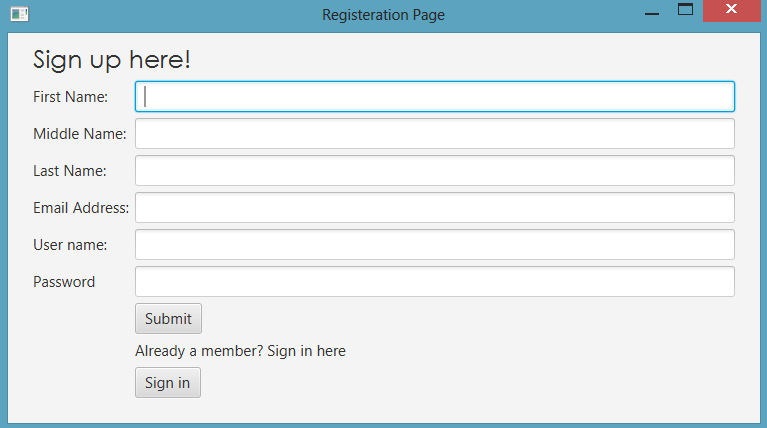 Registeration Page
Sign up here!
First Name:
Middle Name:
Last Name:
Email Address:
User name:
Password
Submit
Already a member? Sign in here
Sign in